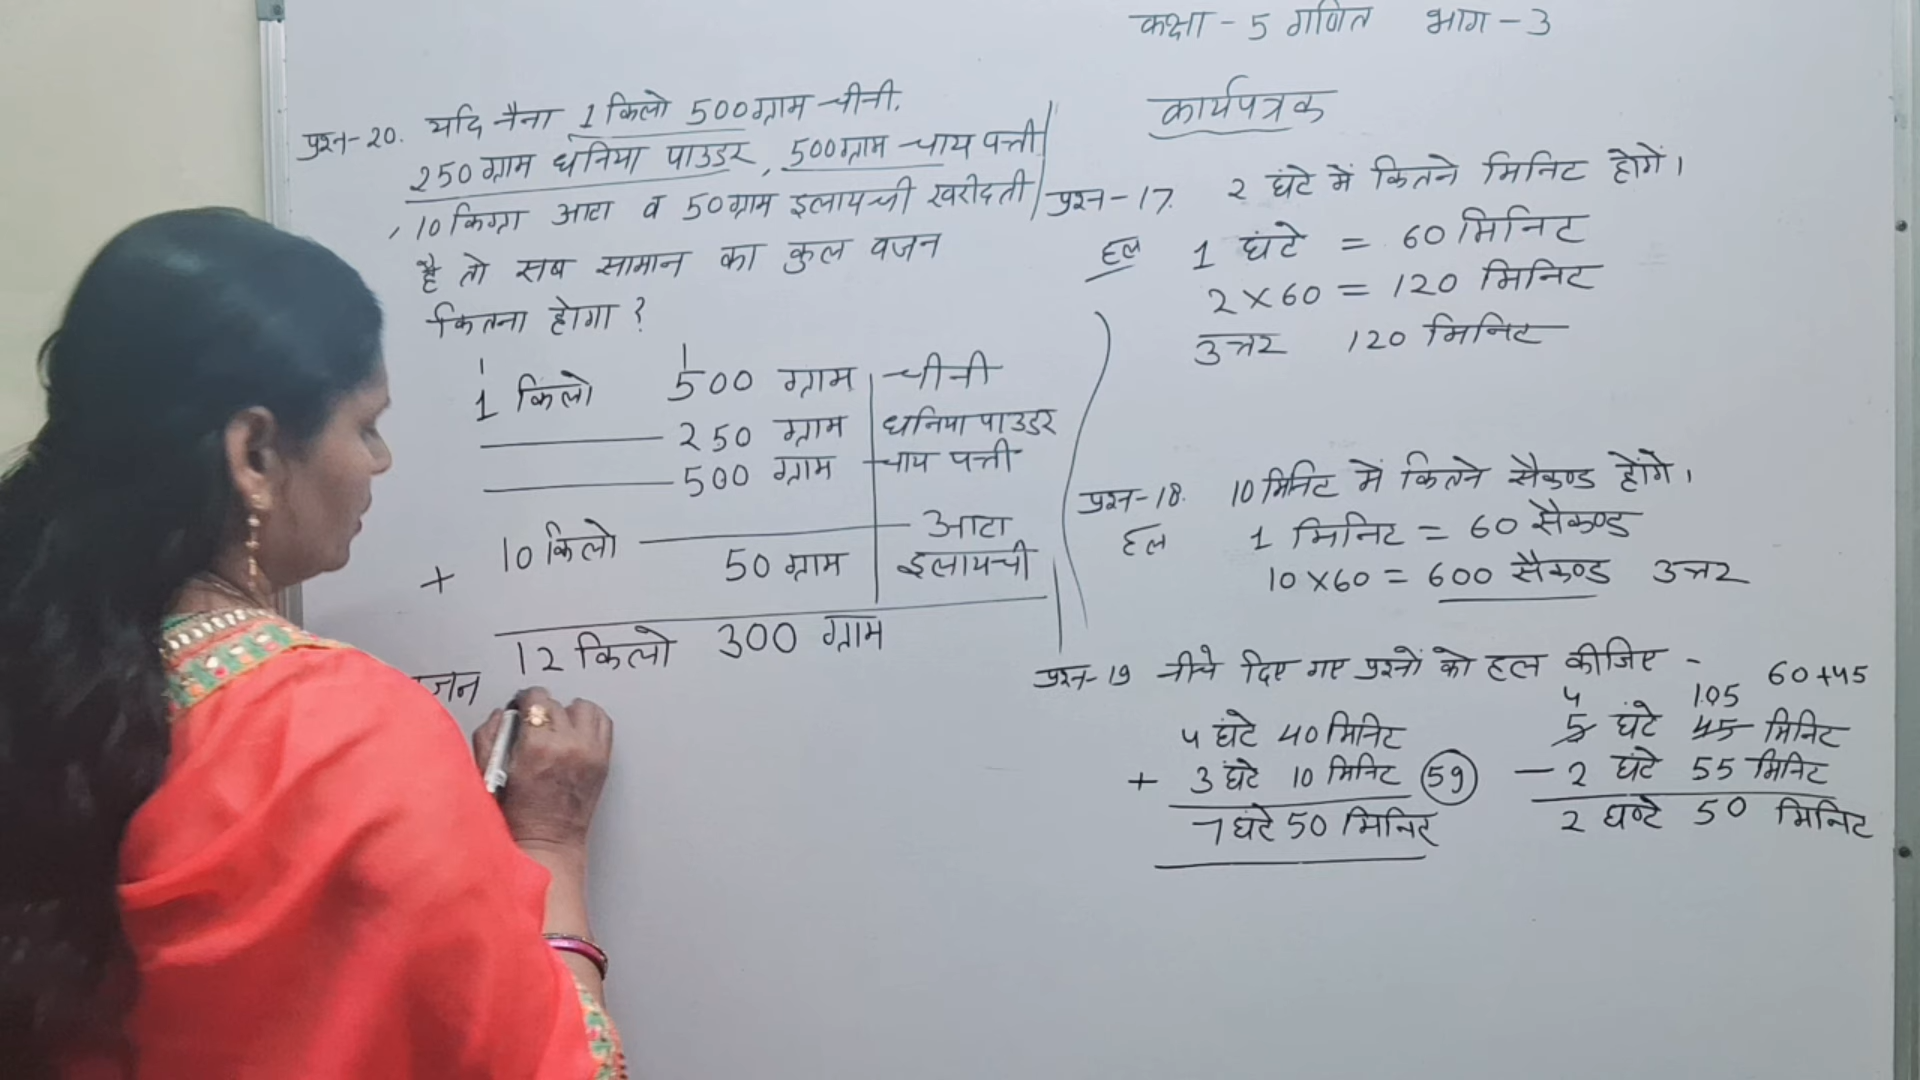 कक्षा - 5 गणित भाग - 3
प्रश्न-20. यदि नैना 1 किलो 500 ग्राम चीनी.
250 ग्राम धनिया पाउडर, 500 ग्राम चाय पत्ती
, 10 किग्रा आटा व 50 ग्राम इलायची खरीदती
है तो सब सामान का कुल वजन
कितना होगा ?
1 1
1 किलो 500 ग्राम चीनी
250 ग्राम धनिया पाउडर
500 ग्राम चाय पत्ती
10 किलो आटा
+ 50 ग्राम इलायची
12 किलो 300 ग्राम
जन
कार्यपत्रक
प्रश्न-17. 2 घंटे में कितने मिनिट होगें।
हल 1 घंटे = 60 मिनिट
2 X 60 = 120 मिनिट
उत्तर 120 मिनिट
प्रश्न-18. 10 मिनिट में कितने सैकण्ड होंगे।
हल 1 मिनिट = 60 सैकण्ड
10 X 60 = 600 सैकण्ड उत्तर
प्रश्न-19 नीचे दिए गए प्रश्नों को हल कीजिए -
4 घंटे 40 मिनिट
+ 3 घंटे 10 मिनिट 59
7 घंटे 50 मिनिट
60+45
4 105
5 घंटे 45 मिनिट
- 2 घंटे 55 मिनिट
2 घण्टे 50 मिनिट